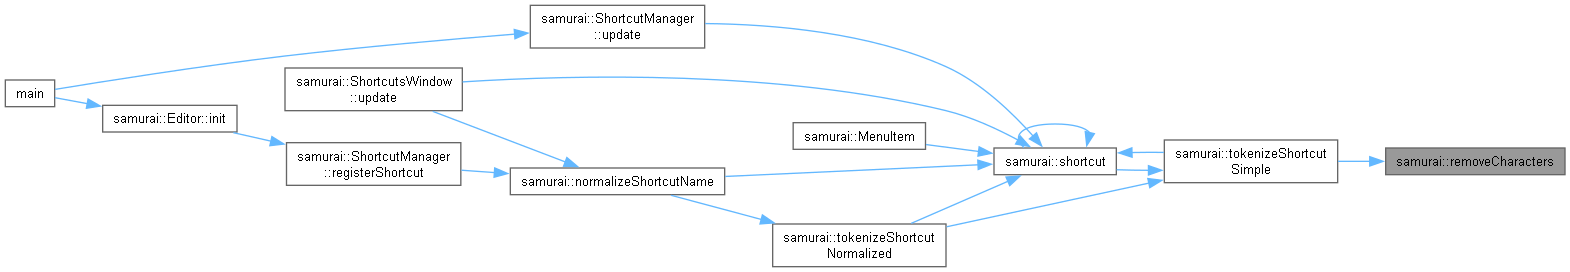 samurai::ShortcutManager
::update
samurai::ShortcutsWindow
::update
main
samurai::Editor::init
samurai::MenuItem
samurai::ShortcutManager
::registerShortcut
samurai::normalizeShortcutName
samurai::shortcut
samurai::tokenizeShortcut
Simple
samurai::removeCharacters
samurai::tokenizeShortcut
Normalized